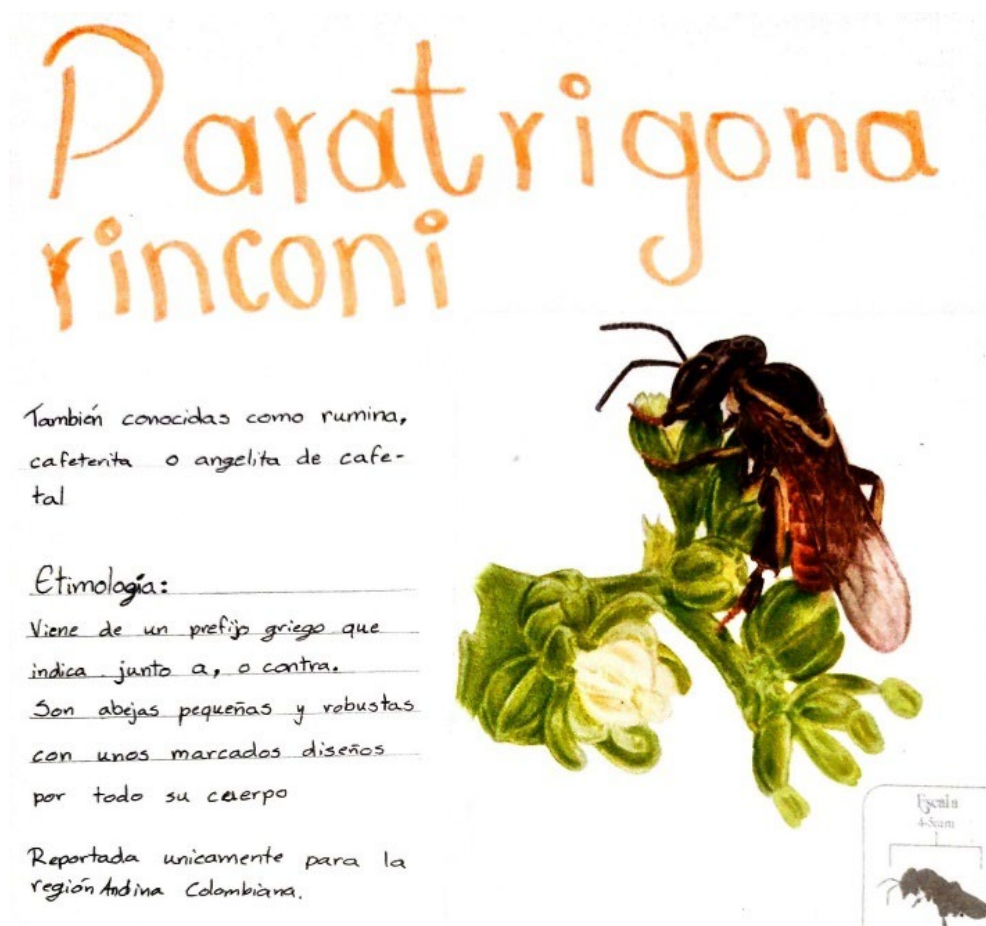 Paratrigona
rinconi
También conocidas como rumina,
cafeterita o angelita de cafe-
tal
Etimología:
Viene de un prefijo griego que
indica junto a, o contra.
Son abejas pequeñas y robustas
con unos marcados diseños
por todo su cuerpo
Reportada unicamente para la
región Andina Colombiana.
Escala